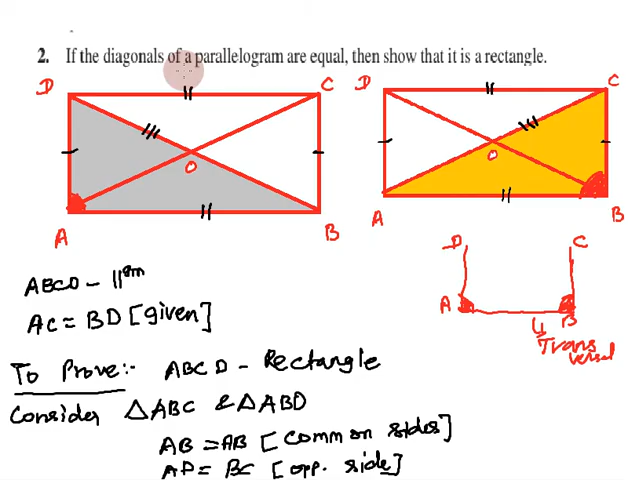 2. If the diagonals of a parallelogram are equal, then show that it is a rectangle.
D C
O
A B
D C
O
A B
D C
A B
Transversal
ABCD - ||gm
AC = BD [given]
To Prove:- ABCD - Rectangle
Consider △ABC & △ABD
AB = AB [Common sides]
AD = BC [opp. side]